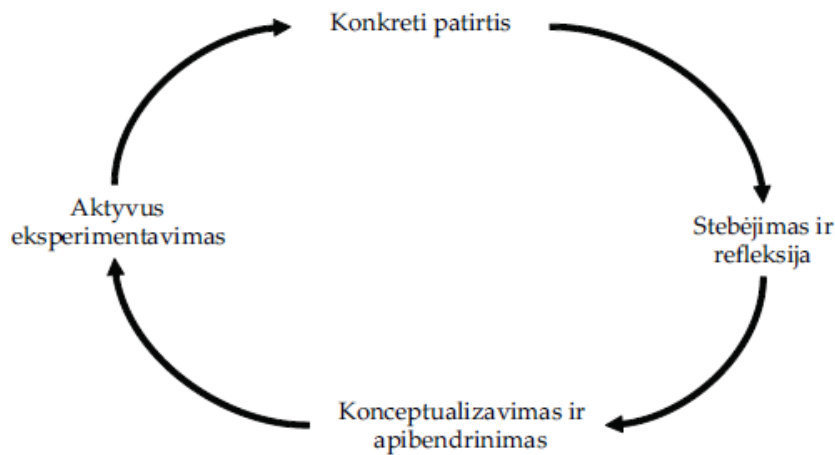 Konkreti patirtis
Stebėjimas ir
refleksija
Konceptualizavimas ir
apibendrinimas
Aktyvus
eksperimentavimas